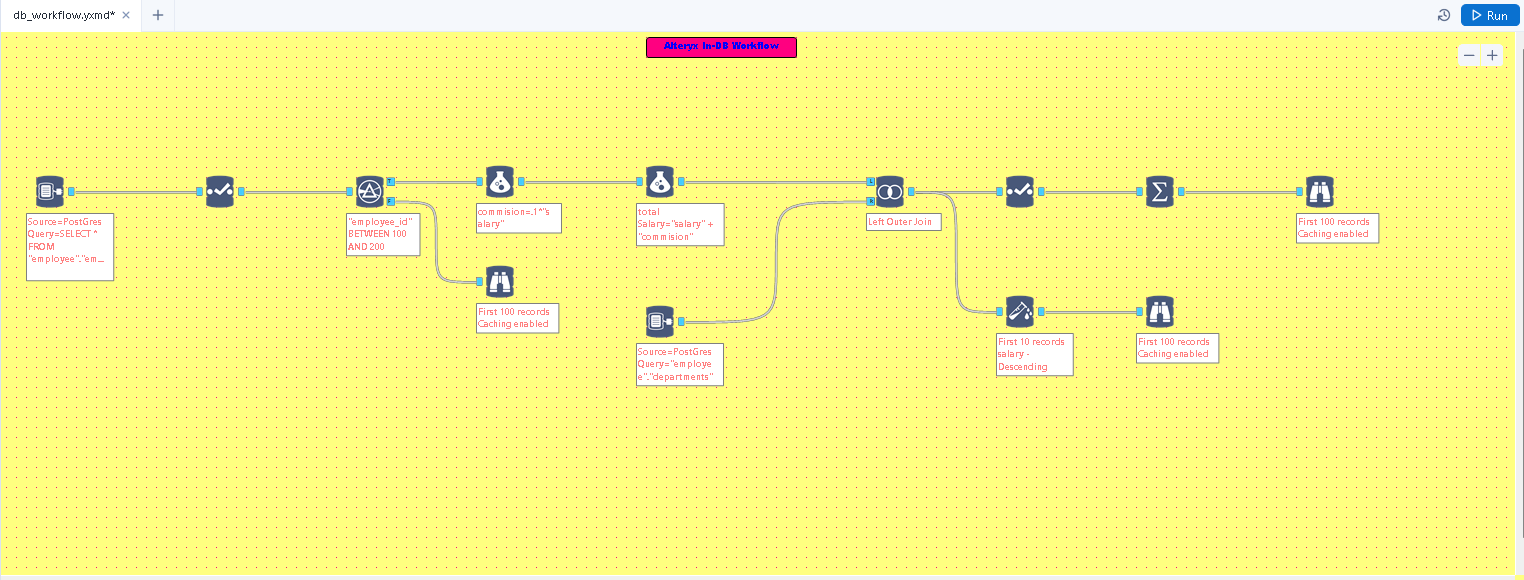 db_workflow.yxmd*
Run
Alteryx In-DB Workflow
Source=PostGres
Query=SELECT *
FROM
"employee"."em...
"employee_id"
BETWEEN 100
AND 200
T
F
commision=.1*"s
alary"
First 100 records
Caching enabled
total
Salary="salary" +
"commision"
Source=PostGres
Query="employe
e"."departments"
L
R
Left Outer Join
First 10 records
salary -
Descending
First 100 records
Caching enabled
First 100 records
Caching enabled